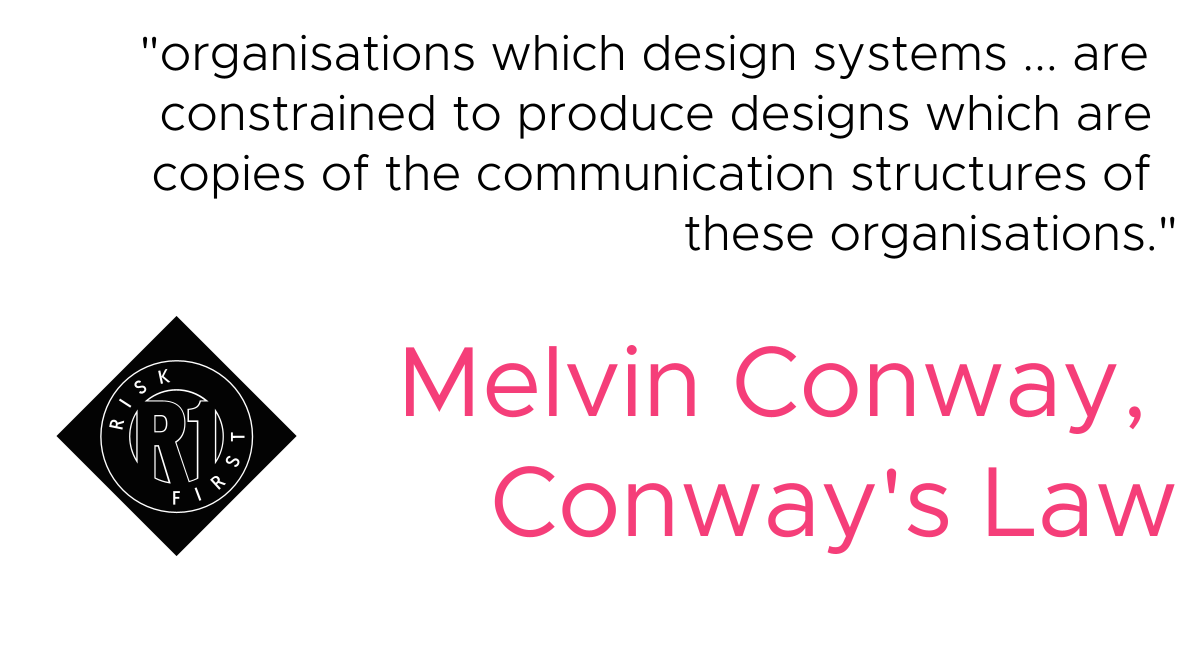 "organisations which design systems ... are
constrained to produce designs which are
copies of the communication structures of
these organisations."
RISK
R1
FIRST
Melvin Conway,
Conway's Law